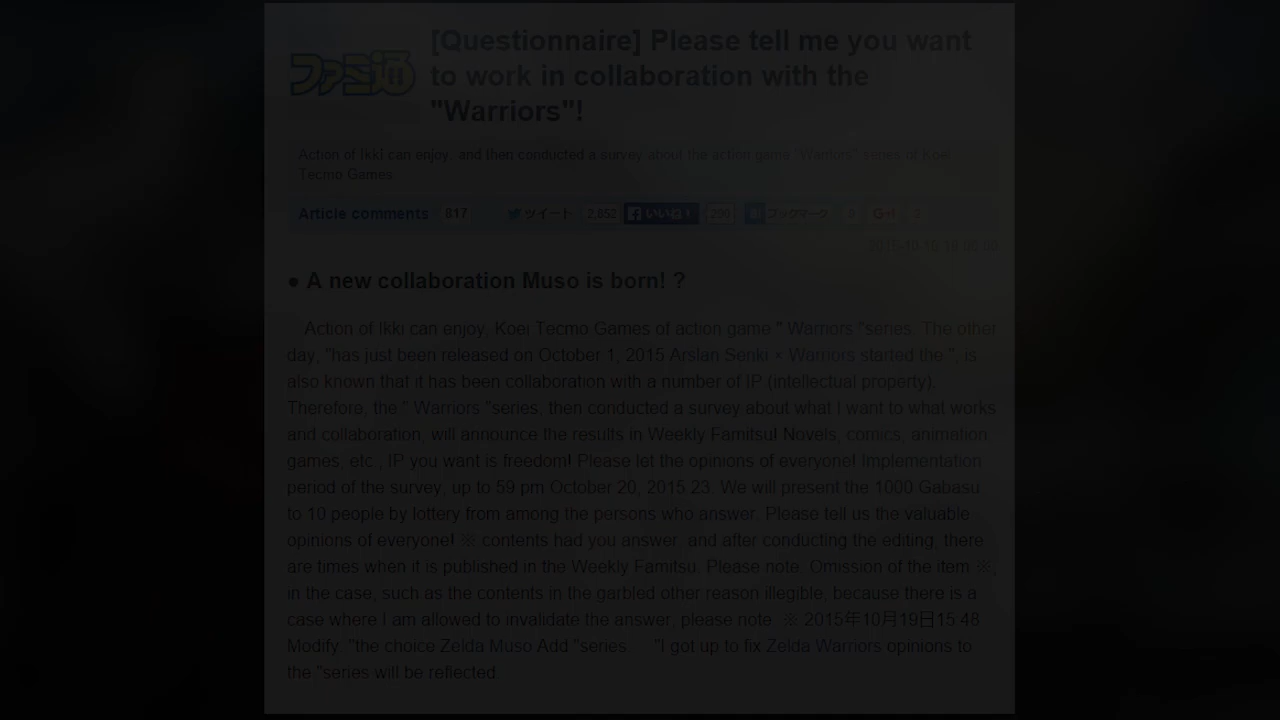 ファミ通
[Questionnaire] Please tell me you want
to work in collaboration with the
"Warriors"!
Action of Ikki can enjoy, and then conducted a survey about the action game "Warriors" series of Koei
Tecmo Games
Article comments 817 ツイート 2,852 いいね! 290 B! ブックマーク 8 G+1 2
● A new collaboration Muso is born! ?
Action of Ikki can enjoy, Koei Tecmo Games of action game " Warriors "series. The other
day, "has just been released on October 1, 2015 Arslan Senki × Warriors started the ", is
also known that it has been collaboration with a number of IP (intellectual property).
Therefore, the " Warriors "series, then conducted a survey about what I want to what works
and collaboration, will announce the results in Weekly Famitsu! Novels, comics, animation,
games, etc., IP you want is freedom! Please let the opinions of everyone! Implementation
period of the survey, up to 59 pm October 20, 2015 23. We will present the 1000 Gabasu
to 10 people by lottery from among the persons who answer. Please tell us the valuable
opinions of everyone! ※ contents had you answer, and after conducting the editing, there
are times when it is published in the Weekly Famitsu. Please note. Omission of the item ※,
in the case, such as the contents in the garbled other reason illegible, because there is a
case where I am allowed to invalidate the answer, please note. ※ 2015年10月19日15:48
Modify: "the choice Zelda Muso Add "series. "I got up to fix Zelda Warriors opinions to
the "series will be reflected.